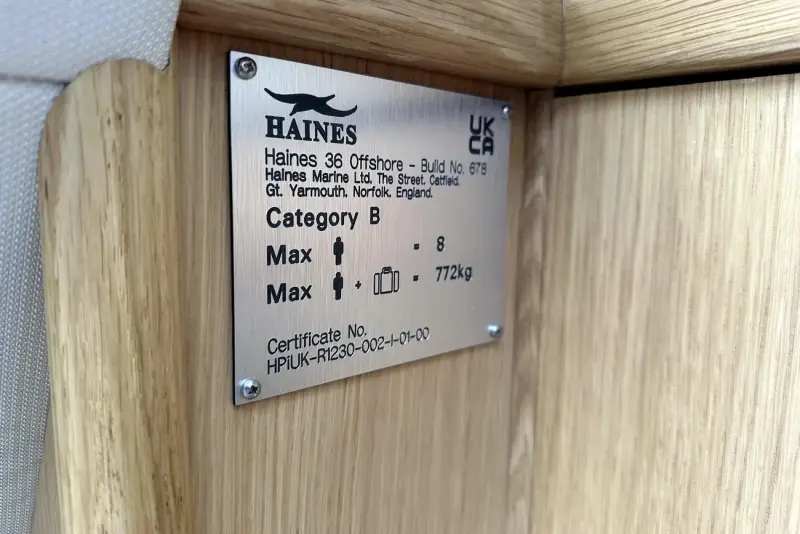 HAINES
UK
CA
Haines 36 Offshore - Build No. 678
Haines Marine Ltd, The Street, Catfield,
Gt. Yarmouth, Norfolk, England.
Category B
Max = 8
Max + = 772kg
Certificate No.
HPiUK-R1230-002-I-01-00